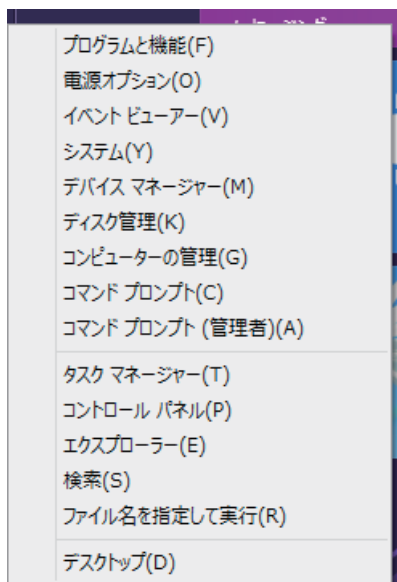 プログラムと機能(F)
電源オプション(O)
イベント ビューアー(V)
システム(Y)
デバイス マネージャー(M)
ディスク管理(K)
コンピューターの管理(G)
コマンド プロンプト(C)
コマンド プロンプト (管理者)(A)
タスク マネージャー(T)
コントロール パネル(P)
エクスプローラー(E)
検索(S)
ファイル名を指定して実行(R)
デスクトップ(D)